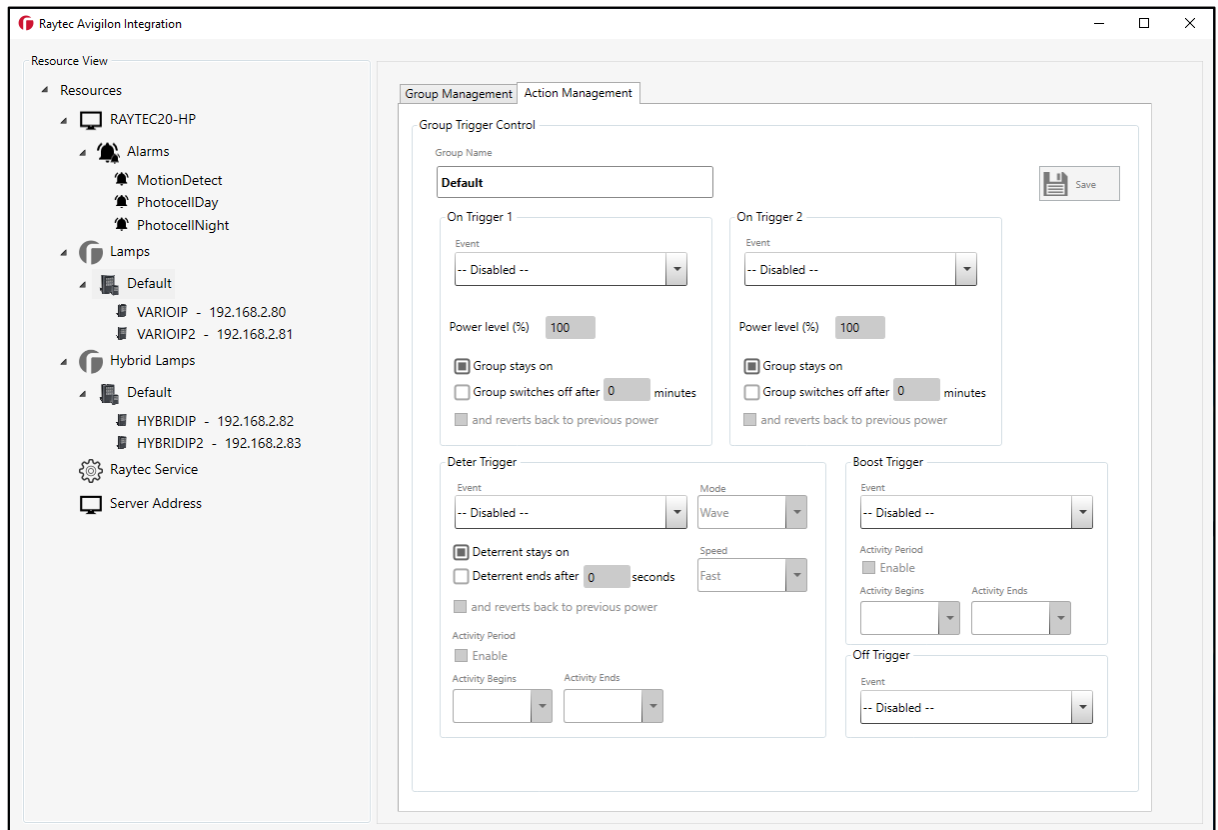 Raytec Avigilon Integration
Resource View
Resources
RAYTEC20-HP
Alarms
MotionDetect
PhotocellDay
PhotocellNight
Lamps
Default
VARIOIP - 192.168.2.80
VARIOIP2 - 192.168.2.81
Hybrid Lamps
Default
HYBRIDIP - 192.168.2.82
HYBRIDIP2 - 192.168.2.83
Raytec Service
Server Address
Group Management Action Management
Group Trigger Control
Group Name
Default
Save
On Trigger 1
Event
-- Disabled --
Power level (%) 100
Group stays on
Group switches off after 0 minutes
and reverts back to previous power
On Trigger 2
Event
-- Disabled --
Power level (%) 100
Group stays on
Group switches off after 0 minutes
and reverts back to previous power
Deter Trigger
Event Mode
-- Disabled -- Wave
Deterrent stays on Speed
Deterrent ends after 0 seconds Fast
and reverts back to previous power
Activity Period
Enable
Activity Begins Activity Ends
Boost Trigger
Event
-- Disabled --
Activity Period
Enable
Activity Begins Activity Ends
Off Trigger
Event
-- Disabled --